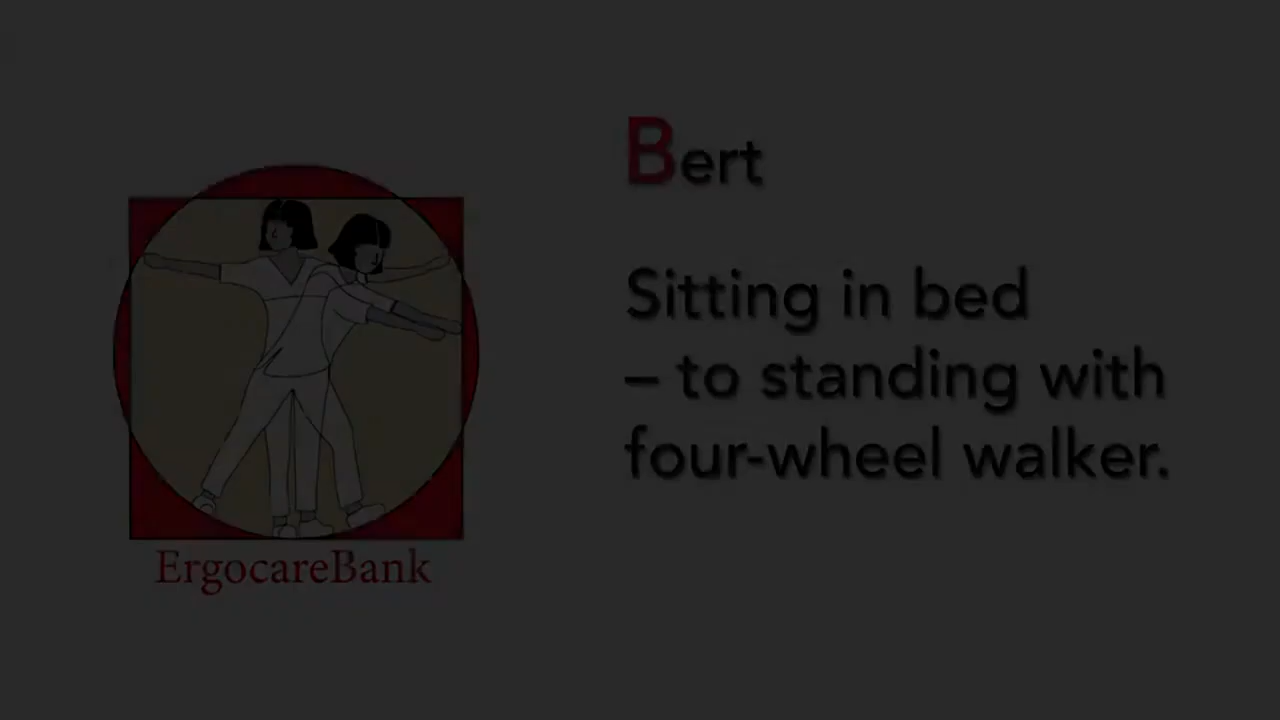 Bert
Sitting in bed
– to standing with
four-wheel walker.
ErgocareBank